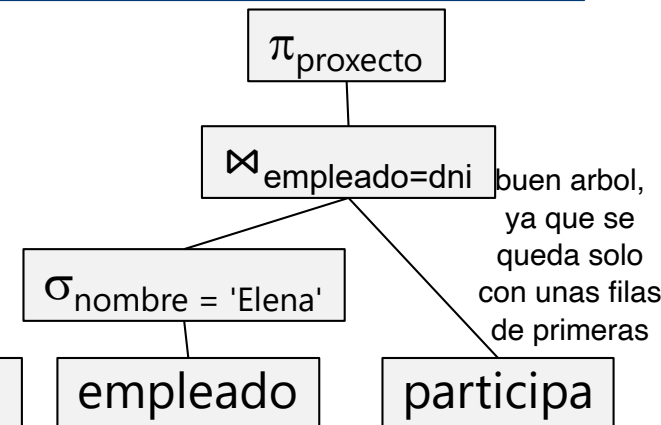 πproxecto
⋈empleado=dni
buen arbol,
ya que se
queda solo
con unas filas
de primeras
σnombre = 'Elena'
empleado
participa